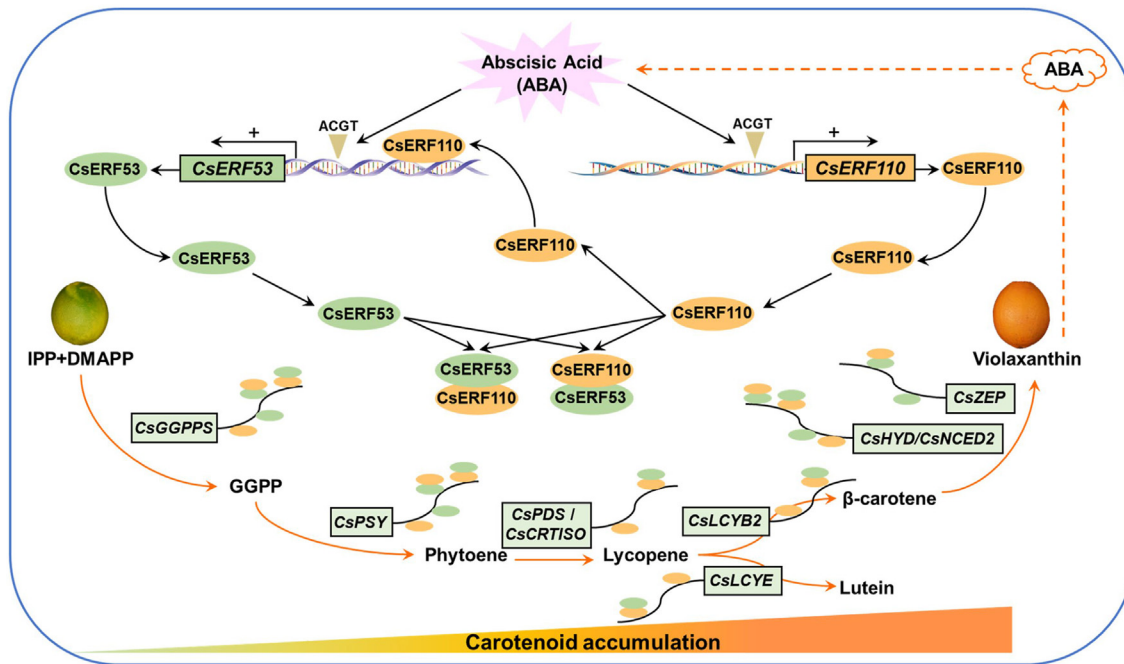 Abscisic Acid
(ABA)
ABA
ACGT
ACGT
+
+
CsERF110
CsERF53
CsERF53
CsERF110
CsERF110
CsERF53
CsERF110
CsERF110
CsERF53
CsERF110
CsERF53
CsERF110
CsERF110
CsERF53
IPP+DMAPP
Violaxanthin
CsZEP
CsGGPPS
CsHYD/CsNCED2
GGPP
β-carotene
CsPSY
CsPDS /
CsCRTISO
CsLCYB2
Phytoene
Lycopene
CsLCYE
Lutein
Carotenoid accumulation